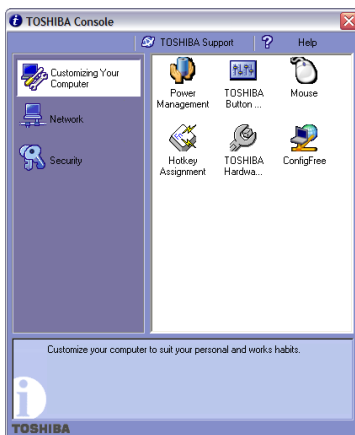 TOSHIBA Console
TOSHIBA Support
Help
Customizing Your
Computer
Network
Security
Power
Management
TOSHIBA
Button ...
Mouse
Hotkey
Assignment
TOSHIBA
Hardwa...
ConfigFree
Customize your computer to suit your personal and works habits.
TOSHIBA